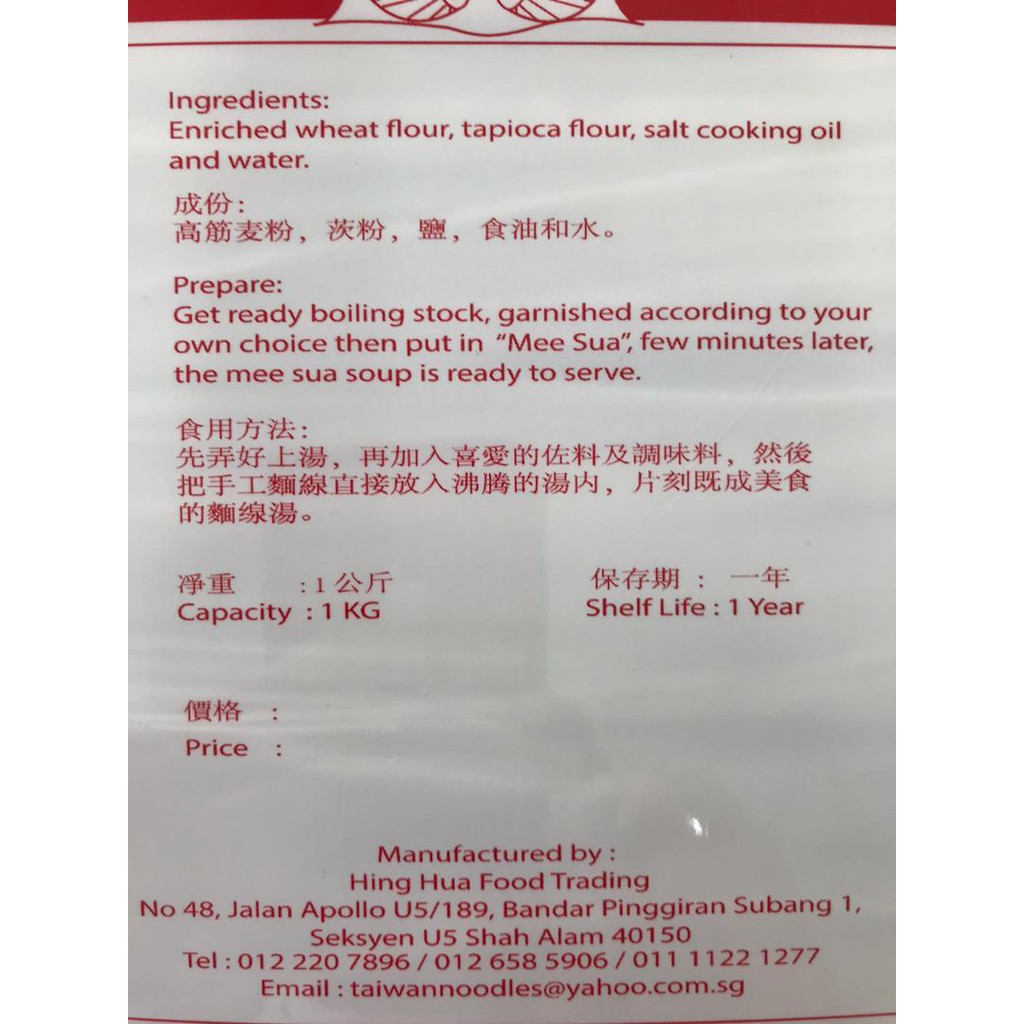 Ingredients:
Enriched wheat flour, tapioca flour, salt cooking oil
and water.
成份:
高筋麦粉，茨粉，鹽，食油和水。
Prepare:
Get ready boiling stock, garnished according to your
own choice then put in "Mee Sua", few minutes later,
the mee sua soup is ready to serve.
食用方法:
先弄好上湯，再加入喜愛的佐料及調味料，然後
把手工麵線直接放入沸腾的湯内，片刻既成美食
的麵缐湯。
凈重 :1公斤
Capacity : 1 KG
保存期 : 一年
Shelf Life : 1 Year
價格 :
Price :
Manufactured by :
Hing Hua Food Trading
No 48, Jalan Apollo U5/189, Bandar Pinggiran Subang 1,
Seksyen U5 Shah Alam 40150
Tel : 012 220 7896 / 012 658 5906 / 011 1122 1277
Email : taiwannoodles@yahoo.com.sg